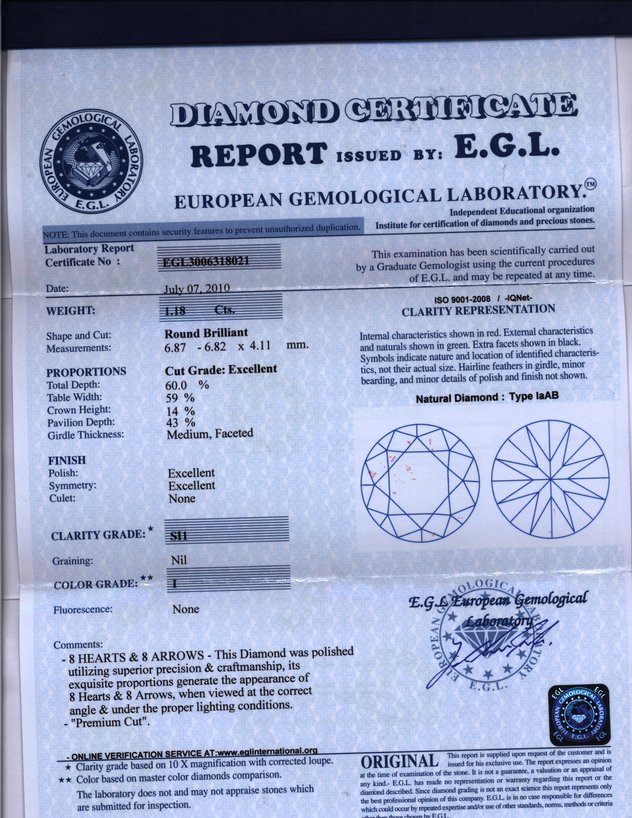 EUROPEAN GEMOLOGICAL LABORATORY
E.G.L.
DIAMOND CERTIFICATE
REPORT ISSUED BY: E.G.L.
EUROPEAN GEMOLOGICAL LABORATORY.™
Independent Educational organization
Institute for certification of diamonds and precious stones.
NOTE: This document contains security features to prevent unauthorized duplication.
Laboratory Report
Certificate No : EGL3006318021
Date: July 07, 2010
WEIGHT: 1.18 Cts.
Shape and Cut: Round Brilliant
Measurements: 6.87 - 6.82 x 4.11 mm.
PROPORTIONS Cut Grade: Excellent
Total Depth: 60.0 %
Table Width: 59 %
Crown Height: 14 %
Pavilion Depth: 43 %
Girdle Thickness: Medium, Faceted
FINISH
Polish: Excellent
Symmetry: Excellent
Culet: None
CLARITY GRADE:* SI1
Graining: Nil
COLOR GRADE:** I
Fluorescence: None
Comments:
- 8 HEARTS & 8 ARROWS - This Diamond was polished
utilizing superior precision & craftmanship, its
exquisite proportions generate the appearance of
8 Hearts & 8 Arrows, when viewed at the correct
angle & under the proper lighting conditions.
- "Premium Cut".
- ONLINE VERIFICATION SERVICE AT:www.eglinternational.org
★ Clarity grade based on 10 X magnification with corrected loupe.
★★ Color based on master color diamonds comparison.
The laboratory does and may not appraise stones which
are submitted for inspection.
This examination has been scientifically carried out
by a Graduate Gemologist using the current procedures
of E.G.L. and may be repeated at any time.
ISO 9001-2008 / -IQNet-
CLARITY REPRESENTATION
Internal characteristics shown in red. External characteristics
and naturals shown in green. Extra facets shown in black.
Symbols indicate nature and location of identified characteris-
tics, not their actual size. Hairline feathers in girdle, minor
bearding, and minor details of polish and finish not shown.
Natural Diamond : Type IaAB
E.G.L European Gemological
Laboratory
EUROPEAN GEMOLOGICAL LABORATORY
E.G.L.
EGL EGL
EUROPEAN GEMOLOGICAL LABORATORY
EGL EGL
ORIGINAL This report is supplied upon request of the customer and is
issued for his exclusive use. The report expresses an opinion
at the time of examination of the stone. It is not a guarantee, a valuation or an appraisal of
any kind.- E.G.L. has made no representation or warranty regarding this report or the
diamond described. Since diamond grading is not an exact science this report represents only
the best professional opinion of this company. E.G.L. is in no case responsible for differences
which could occur by repeated expertise and/or use of other standards, norms, methods or criteria
other than those chosen by E.G.L.